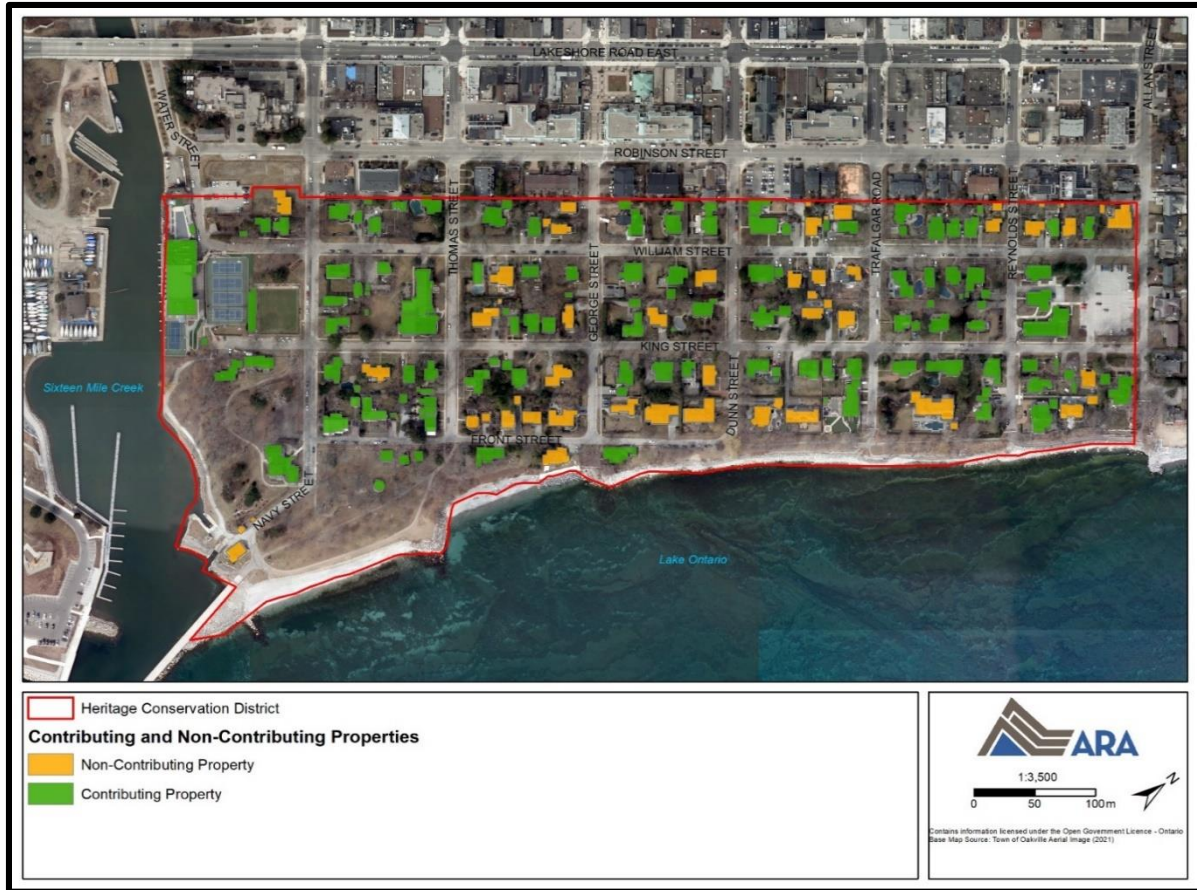 LAKESHORE ROAD EAST
ALLAN STREET
WATER STREET
ROBINSON STREET
THOMAS STREET
GEORGE STREET
WILLIAM STREET
TRAFALGAR ROAD
REYNOLDS STREET
KING STREET
DUNN STREET
Sixteen Mile Creek
FRONT STREET
NAVY STREET
Lake Ontario
Heritage Conservation District
Contributing and Non-Contributing Properties
Non-Contributing Property
Contributing Property
ARA
1:3,500
0 50 100m
N
Contains information licensed under the Open Government Licence - Ontario
Base Map Source: Town of Oakville Aerial Image (2021)